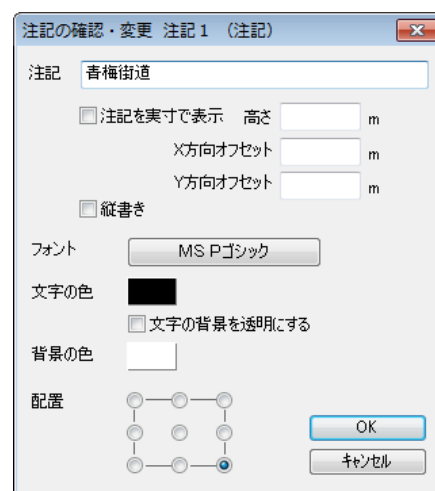 注記の確認・変更 注記1 (注記)
注記 青梅街道
注記を実寸で表示 高さ m
X方向オフセット m
Y方向オフセット m
縦書き
フォント MS Pゴシック
文字の色
文字の背景を透明にする
背景の色
配置
OK
キャンセル